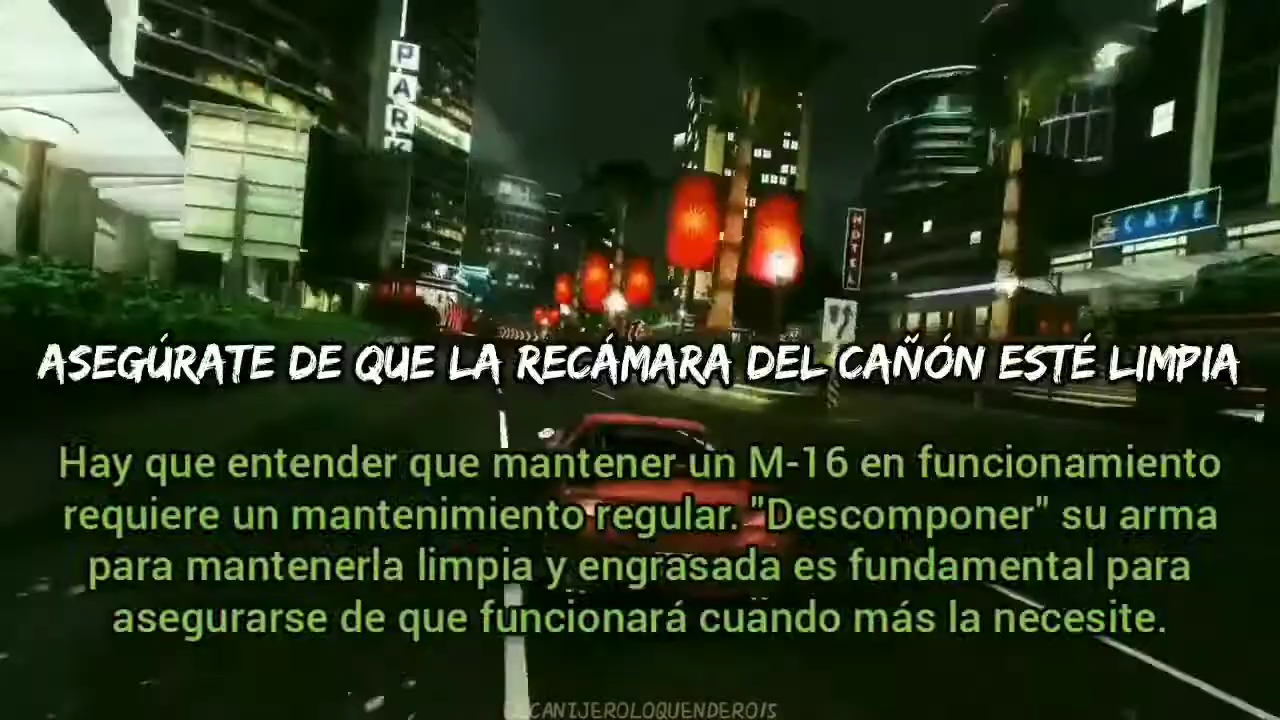 PARK
HOTEL
CAFE
ASEGÚRATE DE QUE LA RECÁMARA DEL CAÑÓN ESTÉ LIMPIA
Hay que entender que mantener un M-16 en funcionamiento
requiere un mantenimiento regular. "Descomponer" su arma
para mantenerla limpia y engrasada es fundamental para
asegurarse de que funcionará cuando más la necesite.
CANIJEROLOQUENDERO15